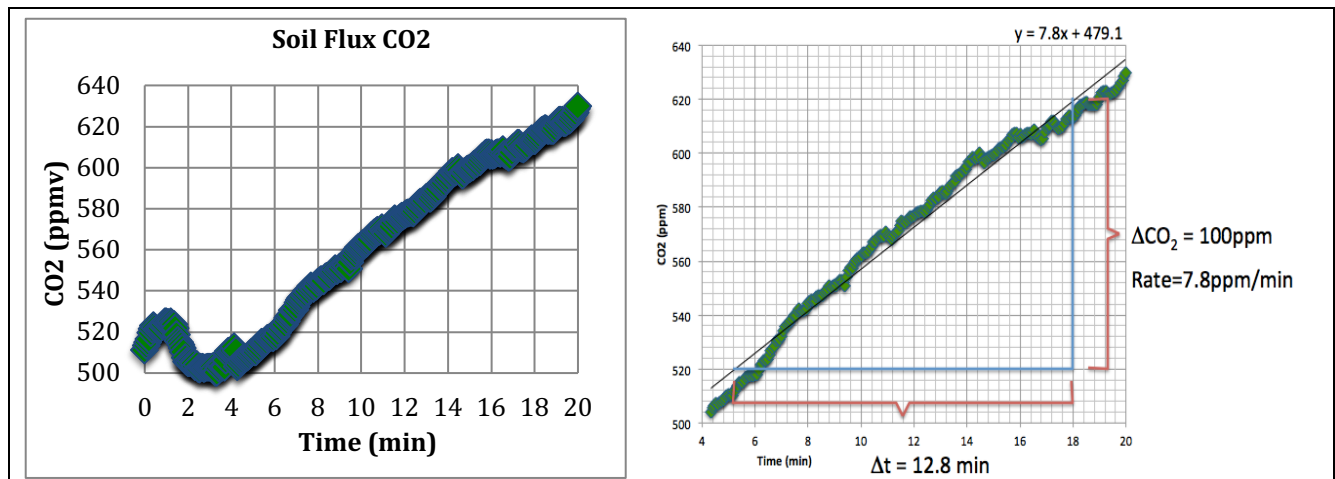 Soil Flux CO2
CO2 (ppmv)
640
620
600
580
560
540
520
500
0 2 4 6 8 10 12 14 16 18 20
Time (min)
y = 7.8x + 479.1
CO2 (ppm)
640
620
600
580
560
540
520
500
4 6 8 10 12 14 16 18 20
Time (min)
Δt = 12.8 min
ΔCO₂ = 100ppm
Rate=7.8ppm/min